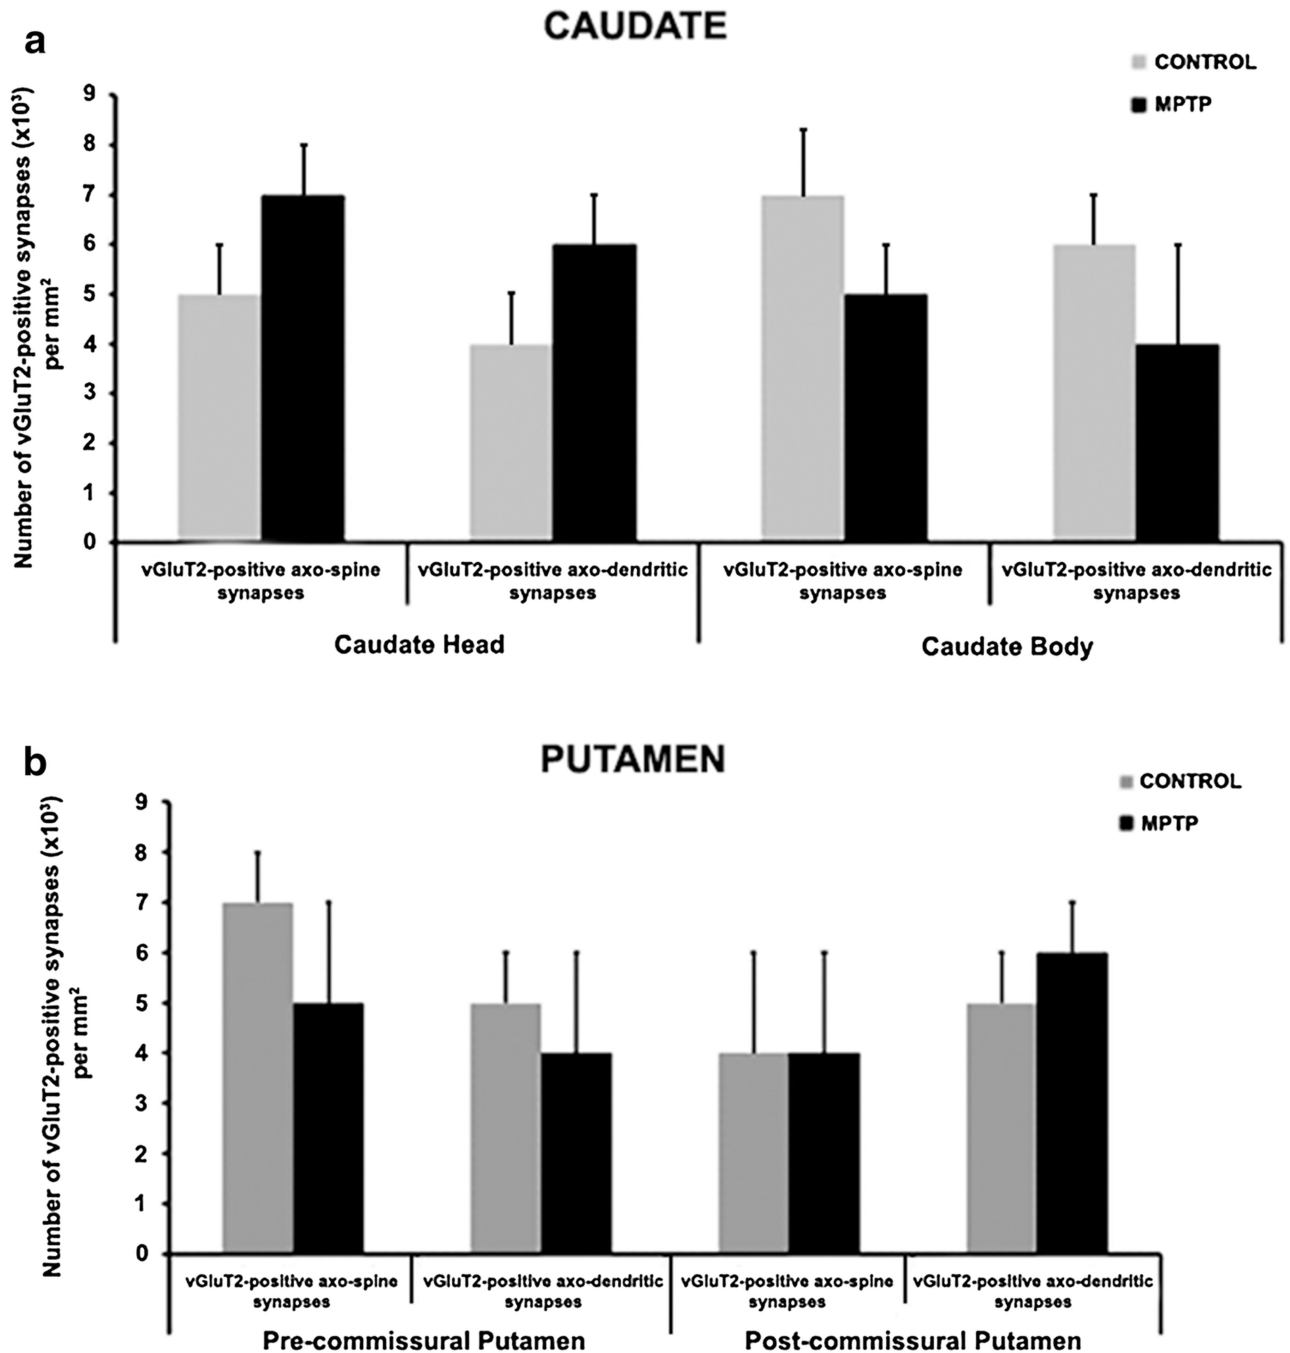 a
CAUDATE
CONTROL
MPTP
Number of vGluT2-positive synapses (x10³)
per mm²
9
8
7
6
5
4
3
2
1
0
vGluT2-positive axo-spine
synapses
vGluT2-positive axo-dendritic
synapses
vGluT2-positive axo-spine
synapses
vGluT2-positive axo-dendritic
synapses
Caudate Head
Caudate Body
b
PUTAMEN
CONTROL
MPTP
Number of vGluT2-positive synapses (x10³)
per mm²
9
8
7
6
5
4
3
2
1
0
vGluT2-positive axo-spine
synapses
vGluT2-positive axo-dendritic
synapses
vGluT2-positive axo-spine
synapses
vGluT2-positive axo-dendritic
synapses
Pre-commissural Putamen
Post-commissural Putamen